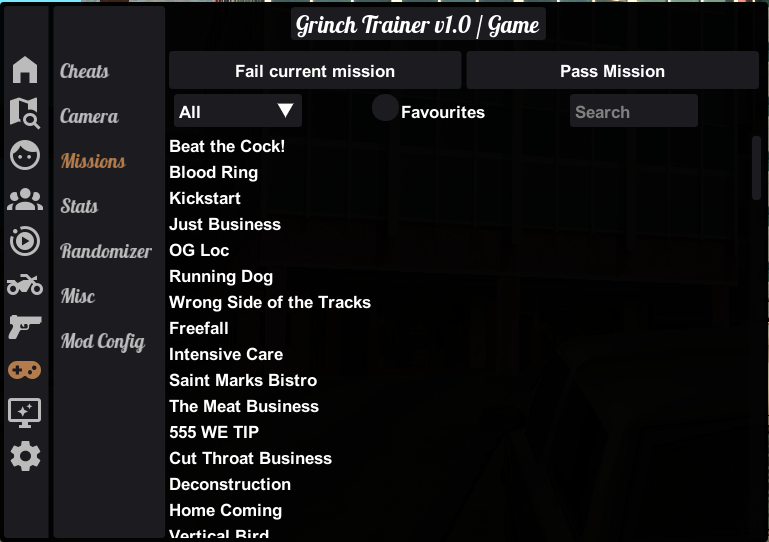 Grinch Trainer v1.0 / Game
Cheats
Camera
Missions
Stats
Randomizer
Misc
Mod Config
Fail current mission
Pass Mission
All
Favourites
Search
Beat the Cock!
Blood Ring
Kickstart
Just Business
OG Loc
Running Dog
Wrong Side of the Tracks
Freefall
Intensive Care
Saint Marks Bistro
The Meat Business
555 WE TIP
Cut Throat Business
Deconstruction
Home Coming
Vertical Bird